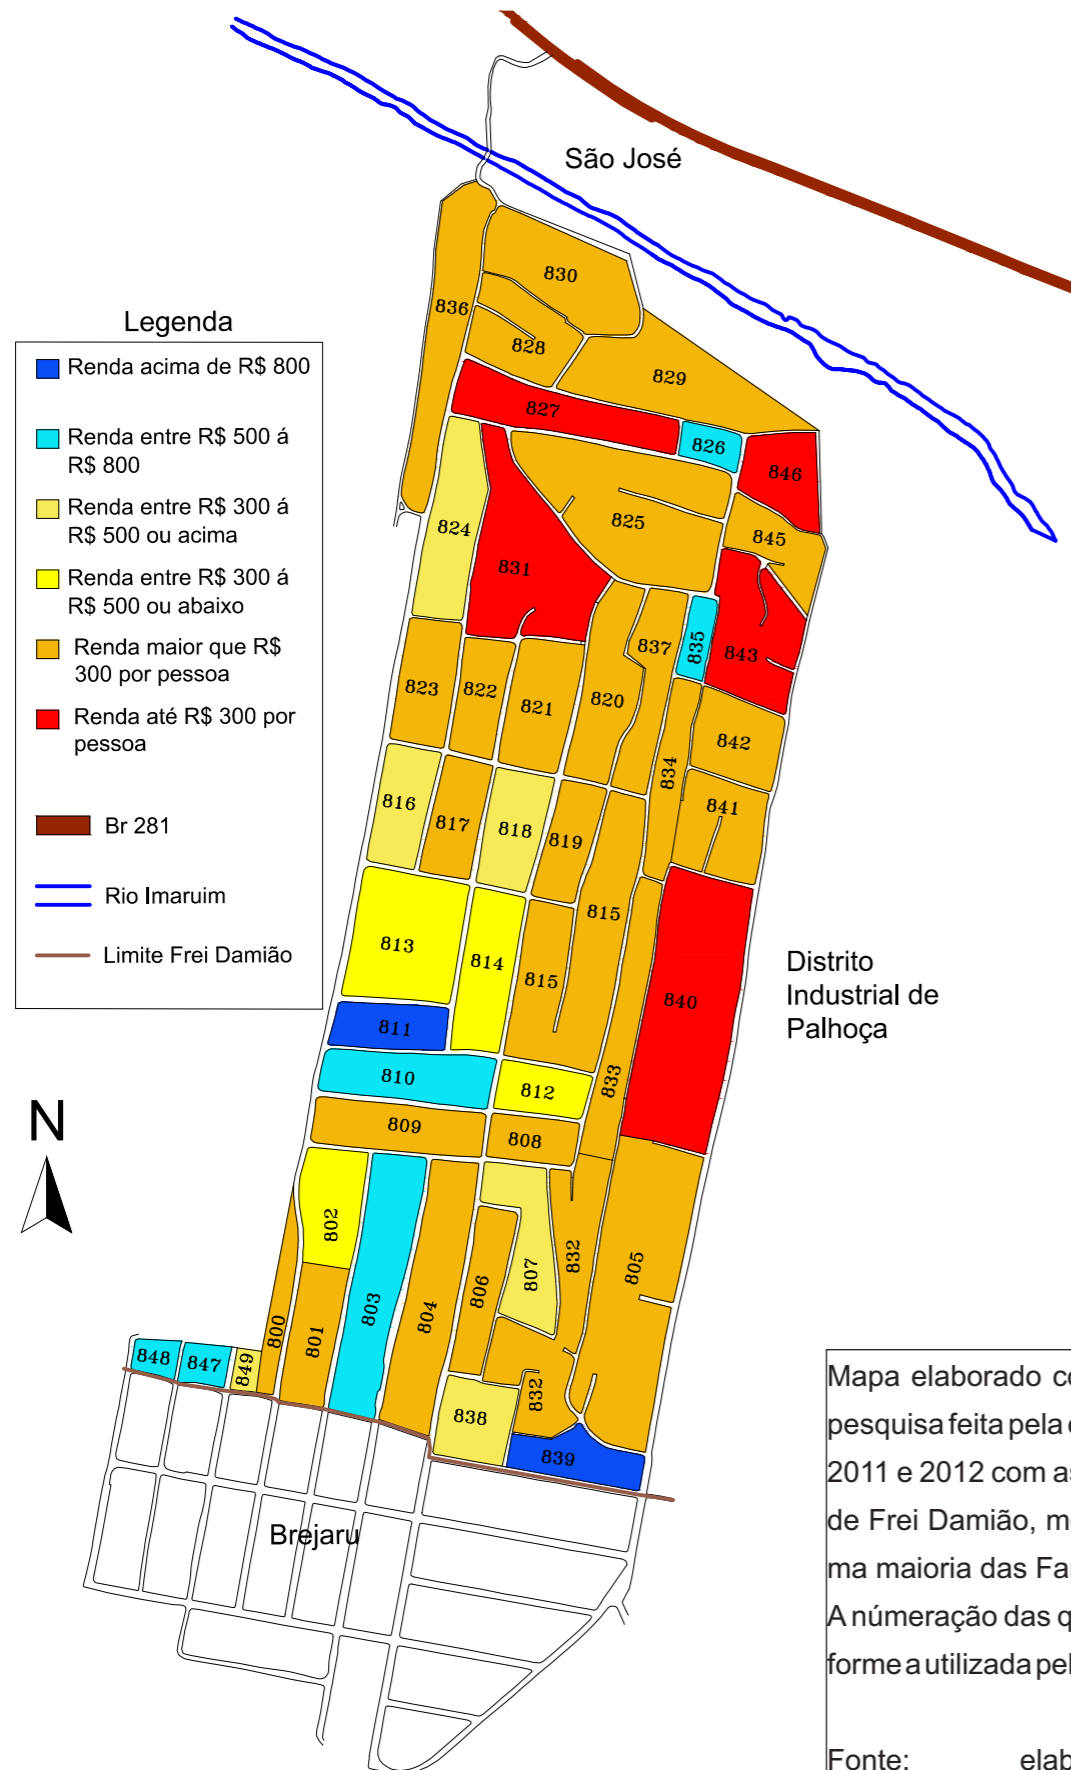 São José
830
836
828
829
827
826
846
825
845
824
831
843
837
835
820
823
822
821
842
834
841
816
817
818
819
815
813
814
815
840
811
810
812
833
809
808
802
807
832
805
806
803
804
800
801
848
847
849
838
832
839
Brejaru
Distrito
Industrial de
Palhoça
Legenda
Renda acima de R$ 800
Renda entre R$ 500 á
R$ 800
Renda entre R$ 300 á
R$ 500 ou acima
Renda entre R$ 300 á
R$ 500 ou abaixo
Renda maior que R$
300 por pessoa
Renda até R$ 300 por
pessoa
Br 281
Rio Imaruim
Limite Frei Damião
N
Mapa elaborado co
pesquisa feita pela
2011 e 2012 com as
de Frei Damião, m
ma maioria das Fa
A númeração das q
forme a utilizada pel
Fonte: elab